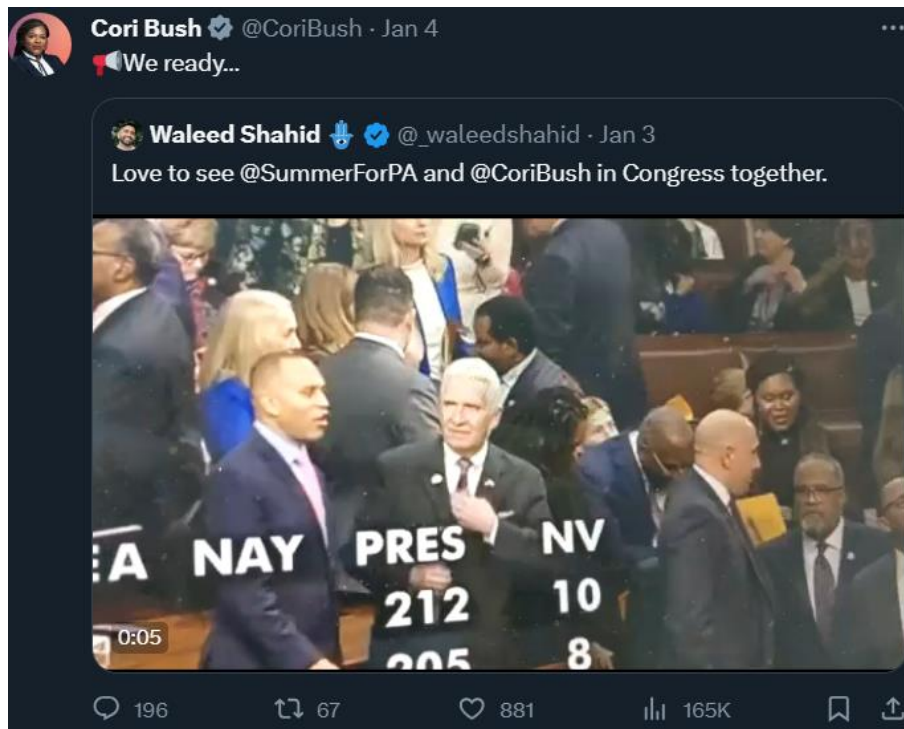 Cori Bush @CoriBush · Jan 4
We ready...
Waleed Shahid @_waleedshahid · Jan 3
Love to see @SummerForPA and @CoriBush in Congress together.
EA NAY PRES NV
212 10
205 8
0:05
196 67 881 165K